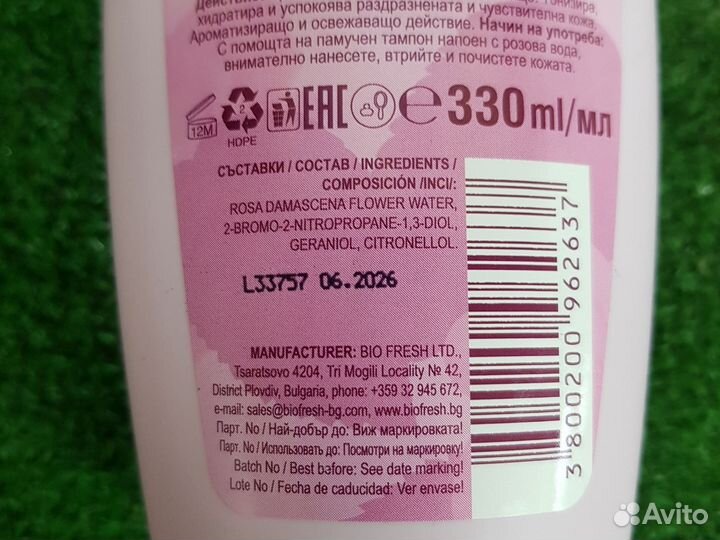 хидратира и успокоява раздразнената и чувствителна кожа.
Ароматизиращо и освежаващо действие. Начин на употреба:
С помощта на памучен тампон напоен с розова вода,
внимателно нанесете, втрийте и почистете кожата.
12M
2
HDPE
EAC
e 330 ml/мл
СЪСТАВКИ / СОСТАВ / INGREDIENTS /
COMPOSICIÓN /INCI/:
ROSA DAMASCENA FLOWER WATER,
2-BROMO-2-NITROPROPANE-1,3-DIOL,
GERANIOL, CITRONELLOL.
L33757 06.2026
MANUFACTURER: BIO FRESH LTD.,
Tsaratsovo 4204, Tri Mogili Locality № 42,
District Plovdiv, Bulgaria, phone: +359 32 945 672,
e-mail: sales@biofresh-bg.com, www.biofresh.bg
Парт. No / Най-добър до: Виж маркировката!
Парт. No / Использовать до: Посмотри на маркировку!
Batch No / Best before: See date marking!
Lote No / Fecha de caducidad: Ver envase!
3 800200 962637
Avito